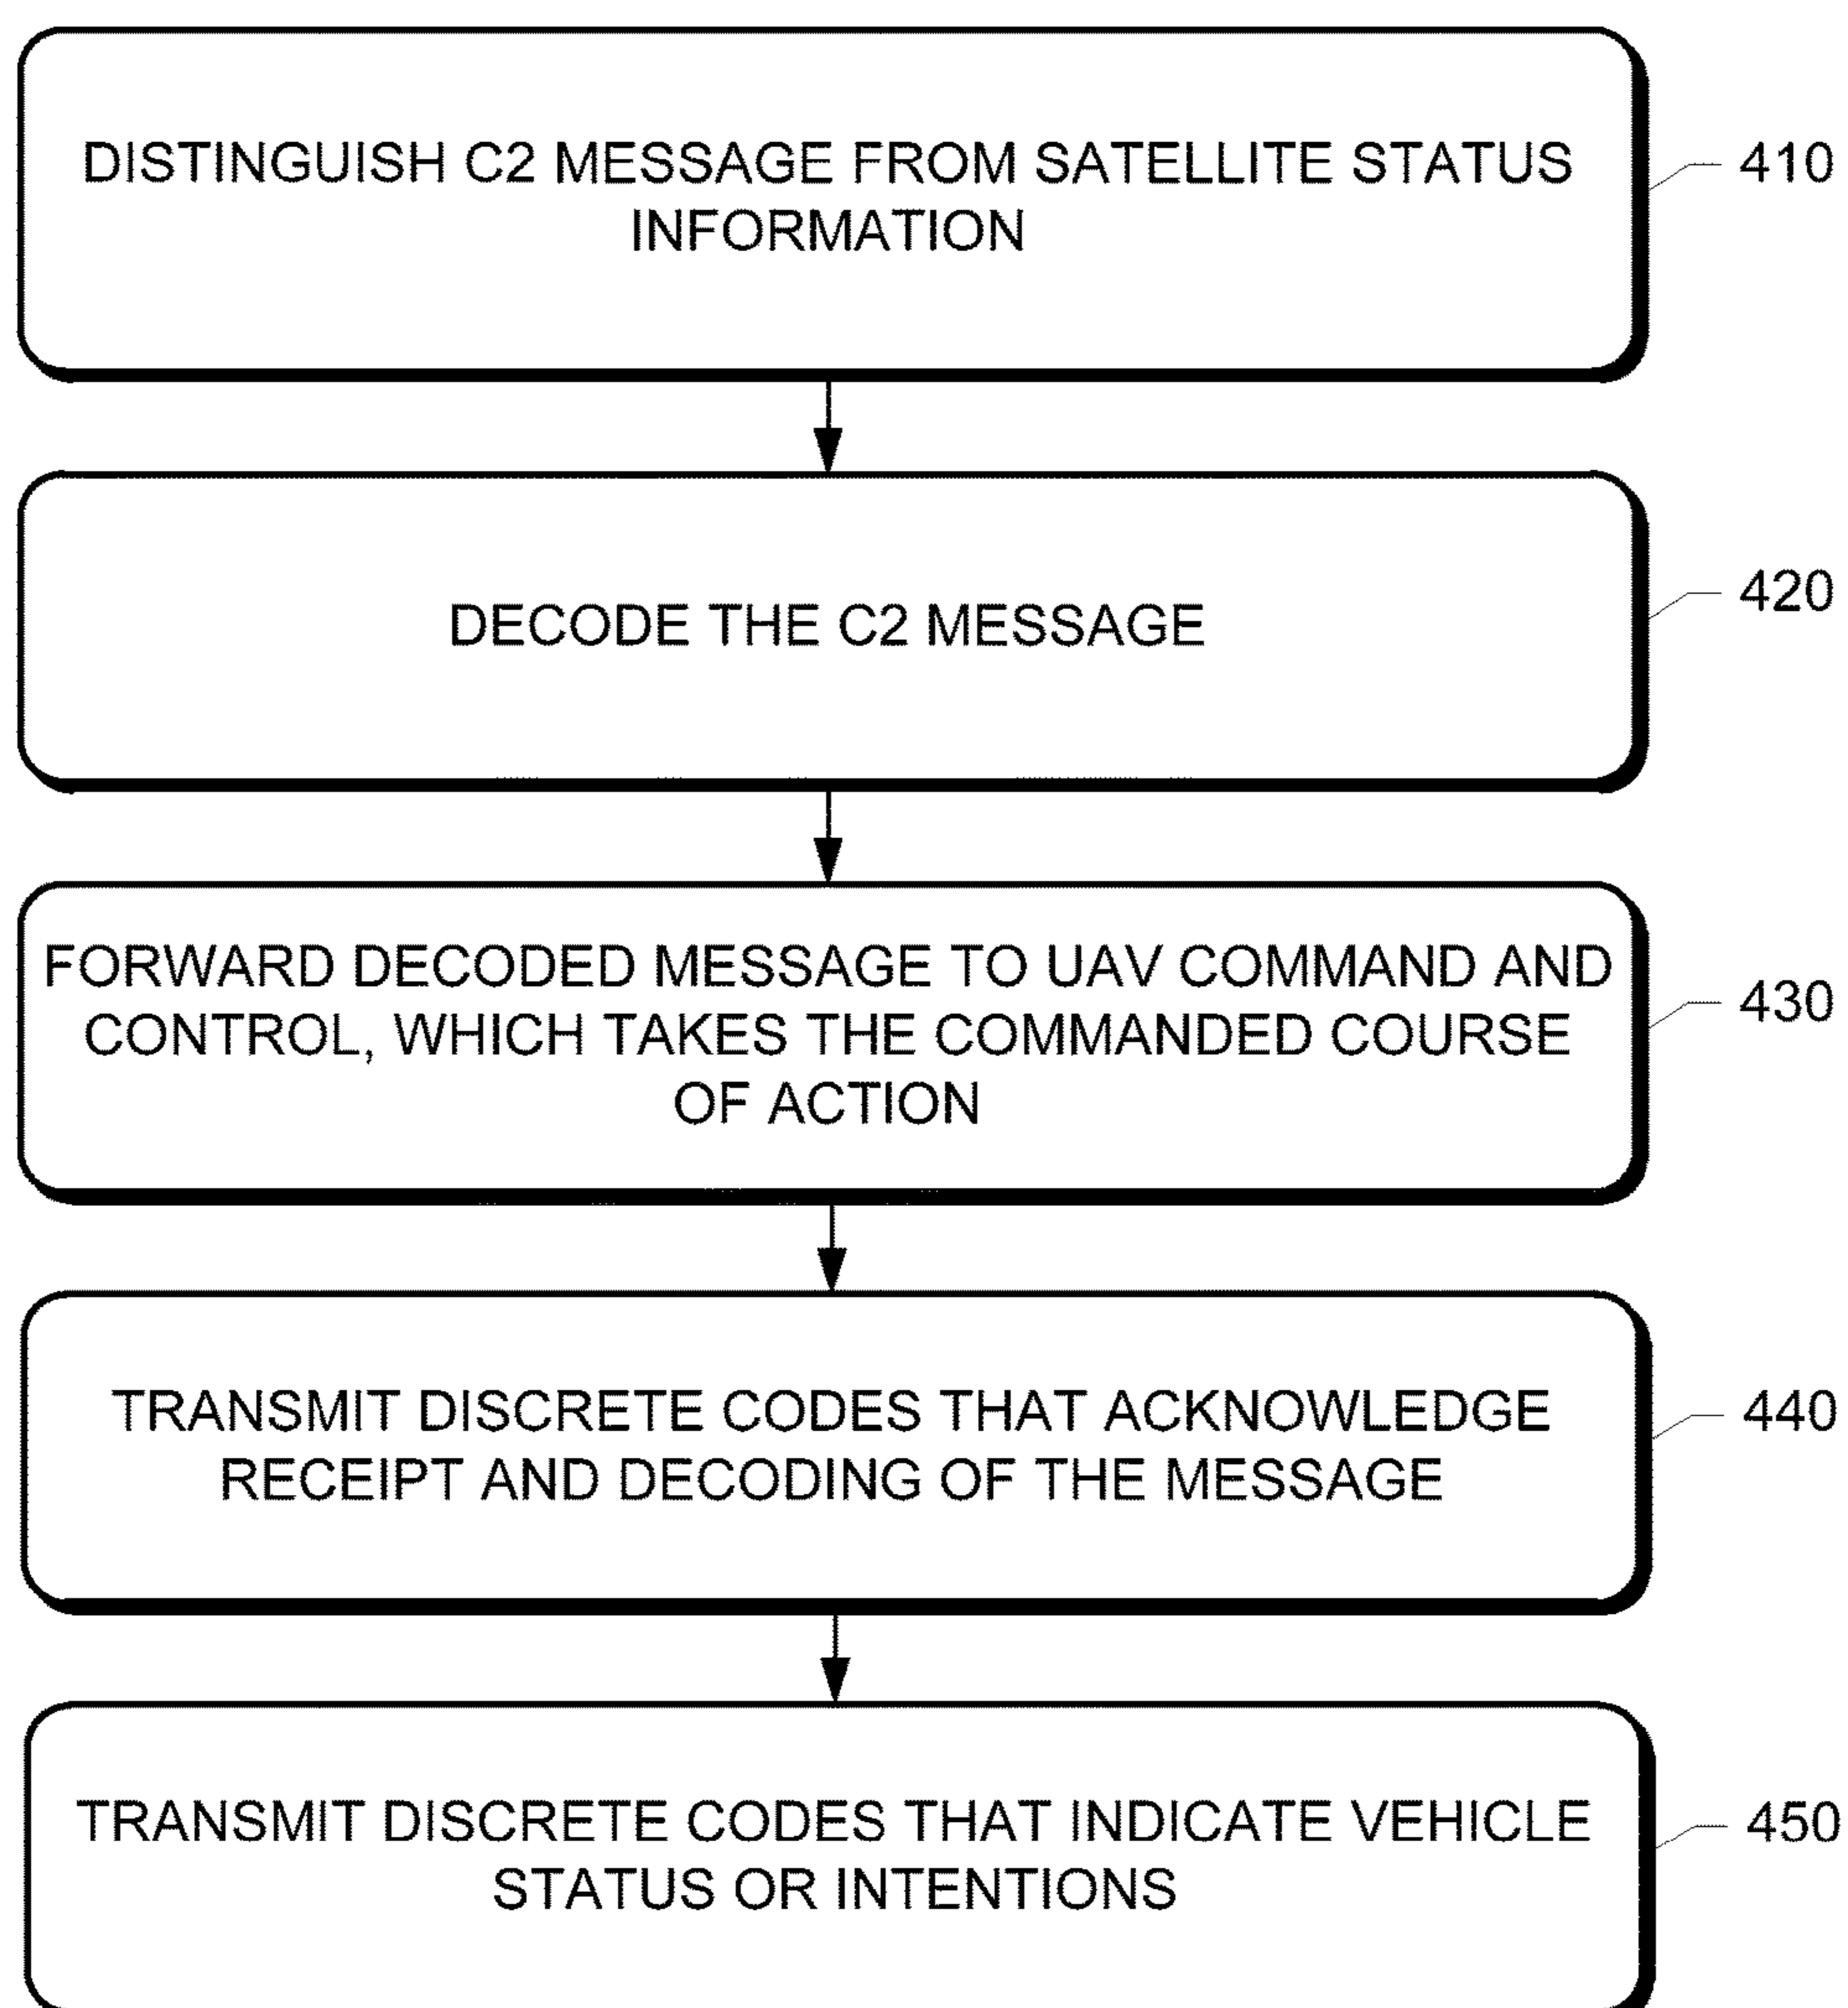 DISTINGUISH C2 MESSAGE FROM SATELLITE STATUS
INFORMATION
410
DECODE THE C2 MESSAGE
420
FORWARD DECODED MESSAGE TO UAV COMMAND AND
CONTROL, WHICH TAKES THE COMMANDED COURSE
OF ACTION
430
TRANSMIT DISCRETE CODES THAT ACKNOWLEDGE
RECEIPT AND DECODING OF THE MESSAGE
440
TRANSMIT DISCRETE CODES THAT INDICATE VEHICLE
STATUS OR INTENTIONS
450